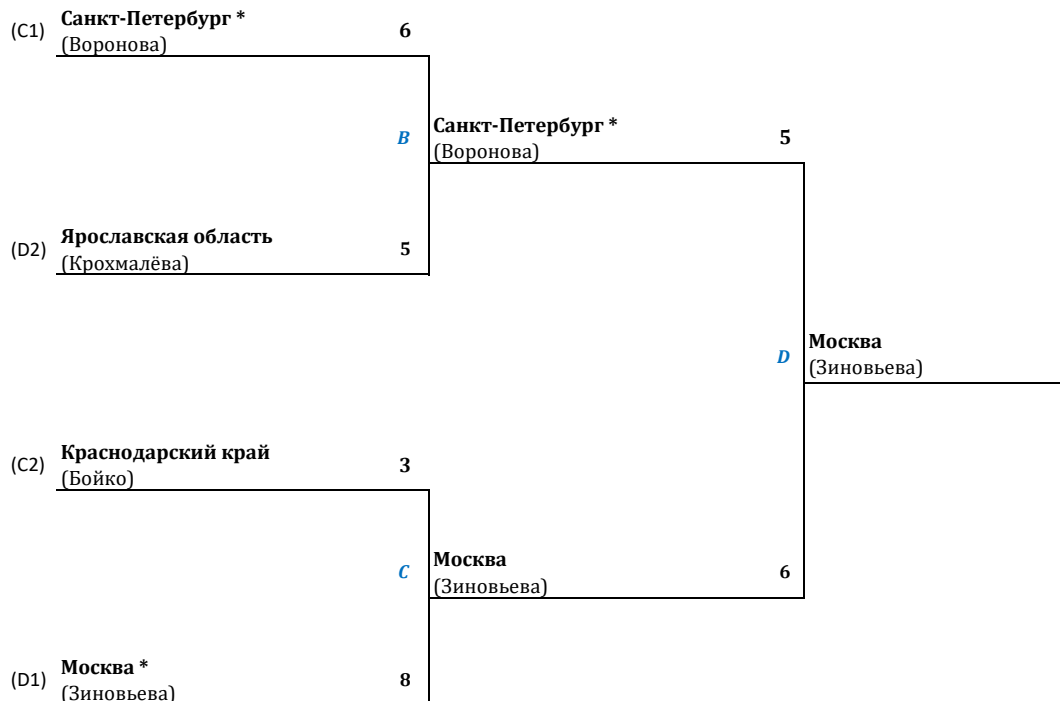 (C1) Санкт-Петербург * 6
(Воронова)
B Санкт-Петербург * 5
(Воронова)
(D2) Ярославская область 5
(Крохмалёва)
D Москва
(Зиновьева)
(C2) Краснодарский край 3
(Бойко)
C Москва 6
(Зиновьева)
(D1) Москва * 8
(Зиновьева)